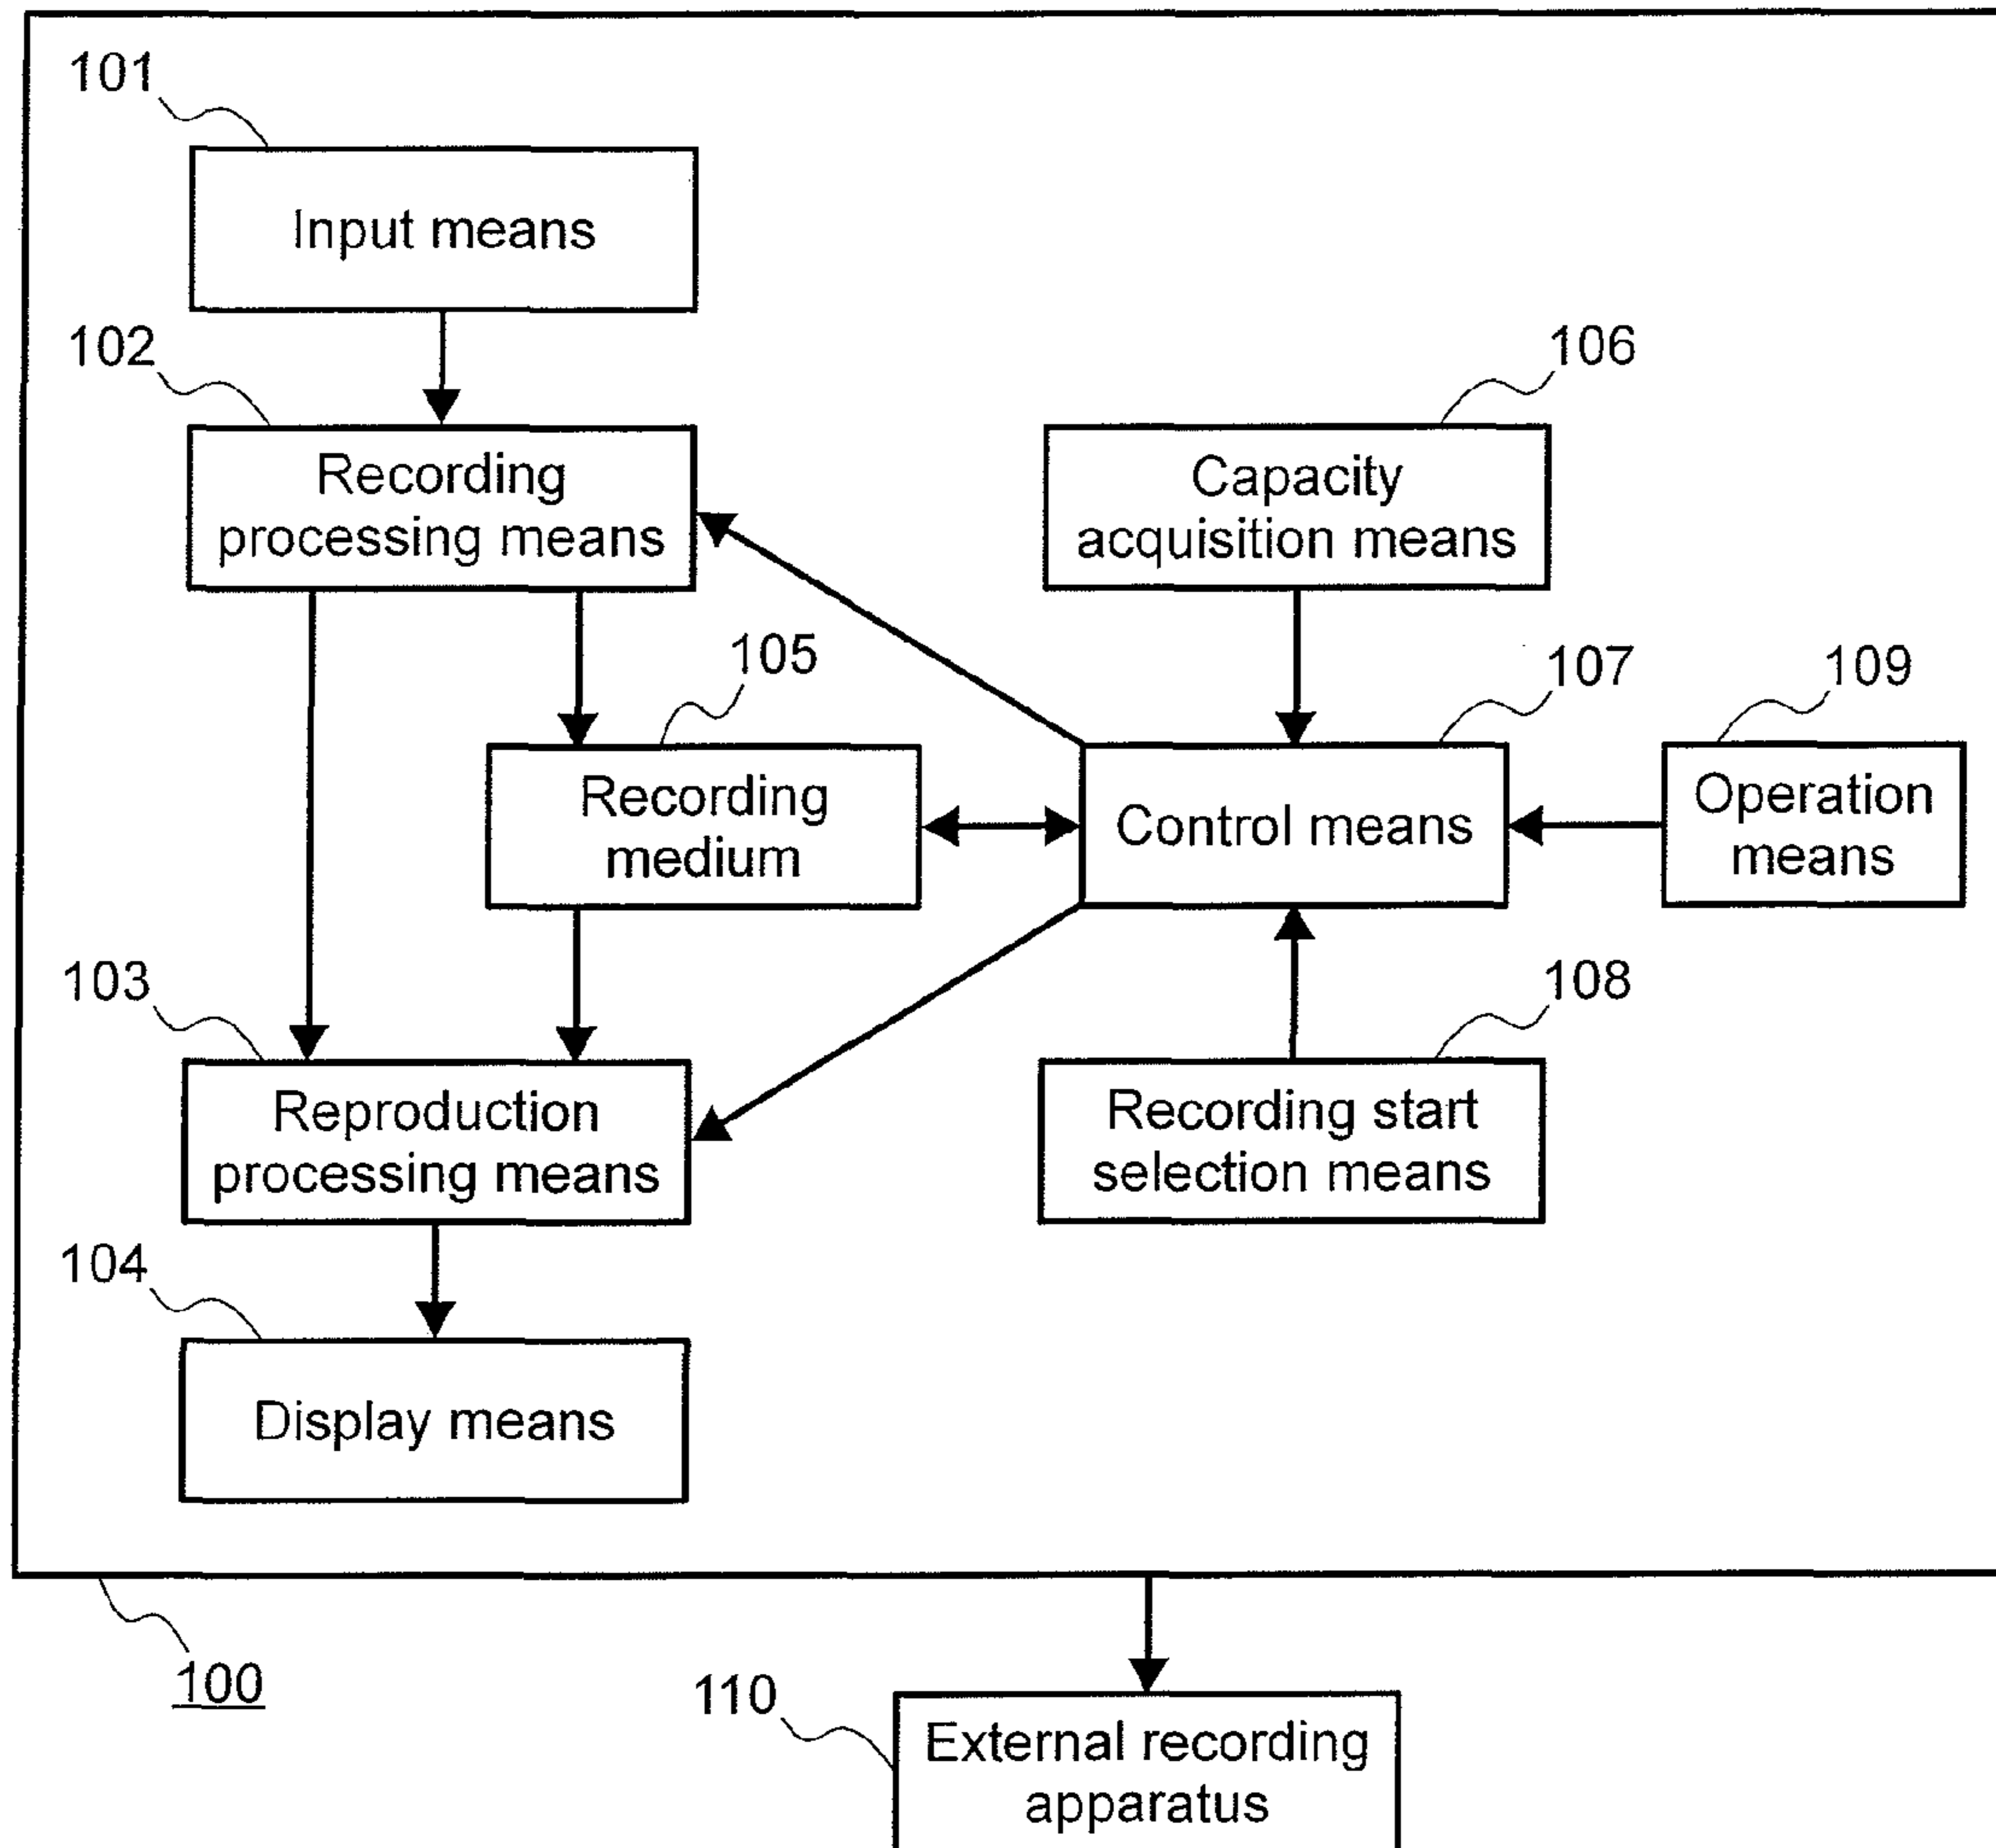 101
Input means
102
Recording
processing means
106
Capacity
acquisition means
105
Recording
medium
107
Control means
109
Operation
means
103
Reproduction
processing means
108
Recording start
selection means
104
Display means
100
110
External recording
apparatus